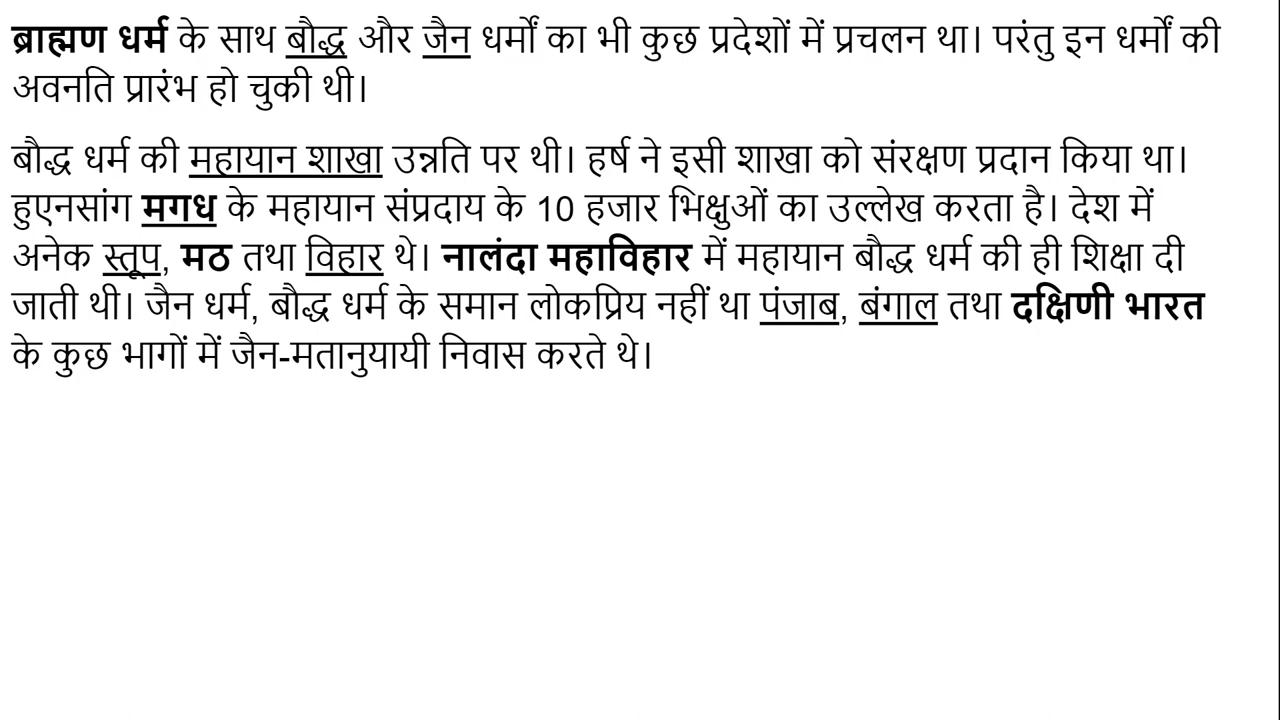 ब्राह्मण धर्म के साथ बौद्ध और जैन धर्मों का भी कुछ प्रदेशों में प्रचलन था। परंतु इन धर्मों की
अवनति प्रारंभ हो चुकी थी।
बौद्ध धर्म की महायान शाखा उन्नति पर थी। हर्ष ने इसी शाखा को संरक्षण प्रदान किया था।
हुएनसांग मगध के महायान संप्रदाय के 10 हजार भिक्षुओं का उल्लेख करता है। देश में
अनेक स्तूप, मठ तथा विहार थे। नालंदा महाविहार में महायान बौद्ध धर्म की ही शिक्षा दी
जाती थी। जैन धर्म, बौद्ध धर्म के समान लोकप्रिय नहीं था पंजाब, बंगाल तथा दक्षिणी भारत
के कुछ भागों में जैन-मतानुयायी निवास करते थे।